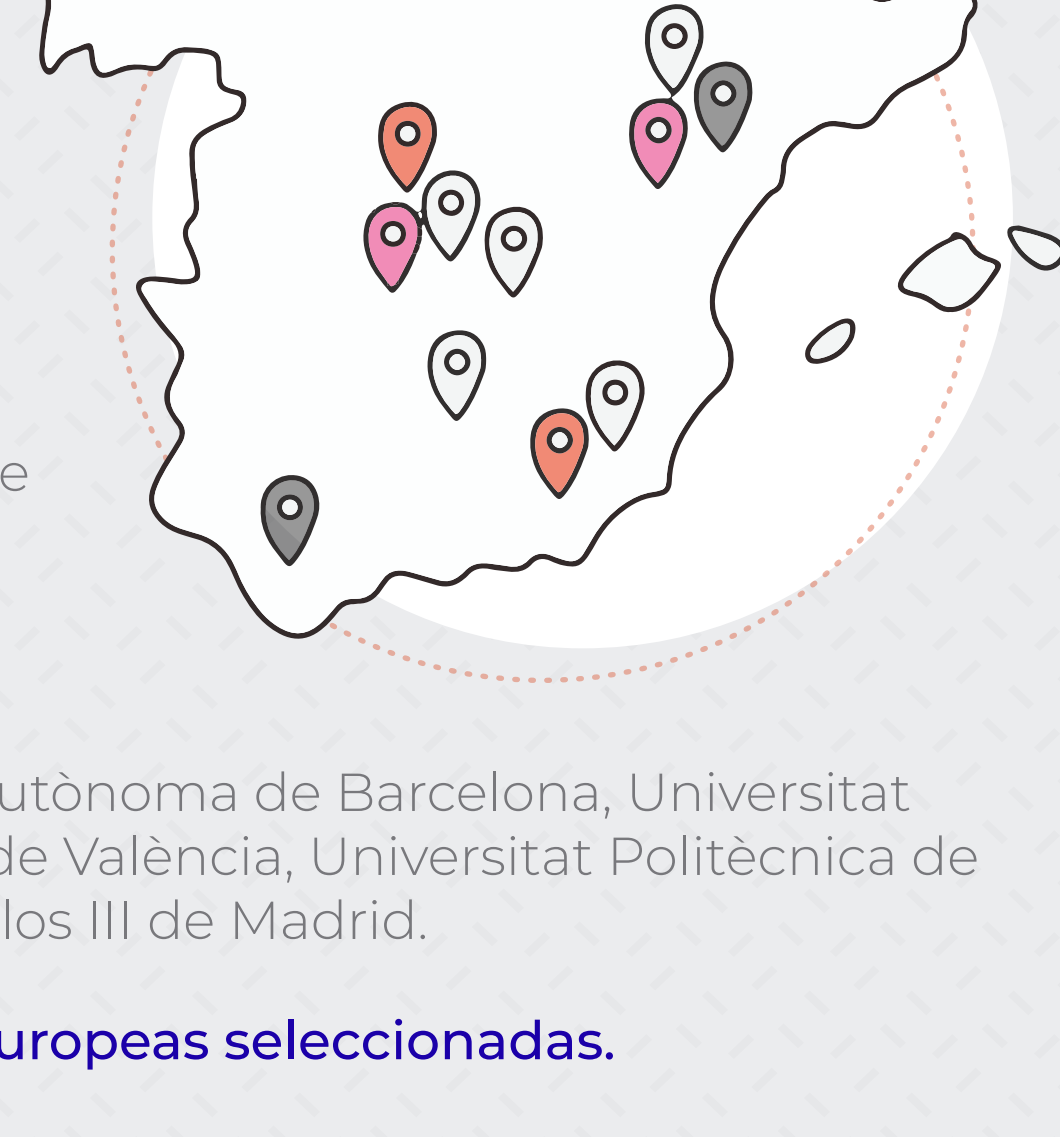 e
utònoma de Barcelona, Universitat
de València, Universitat Politècnica de
los III de Madrid.
uropeas seleccionadas.